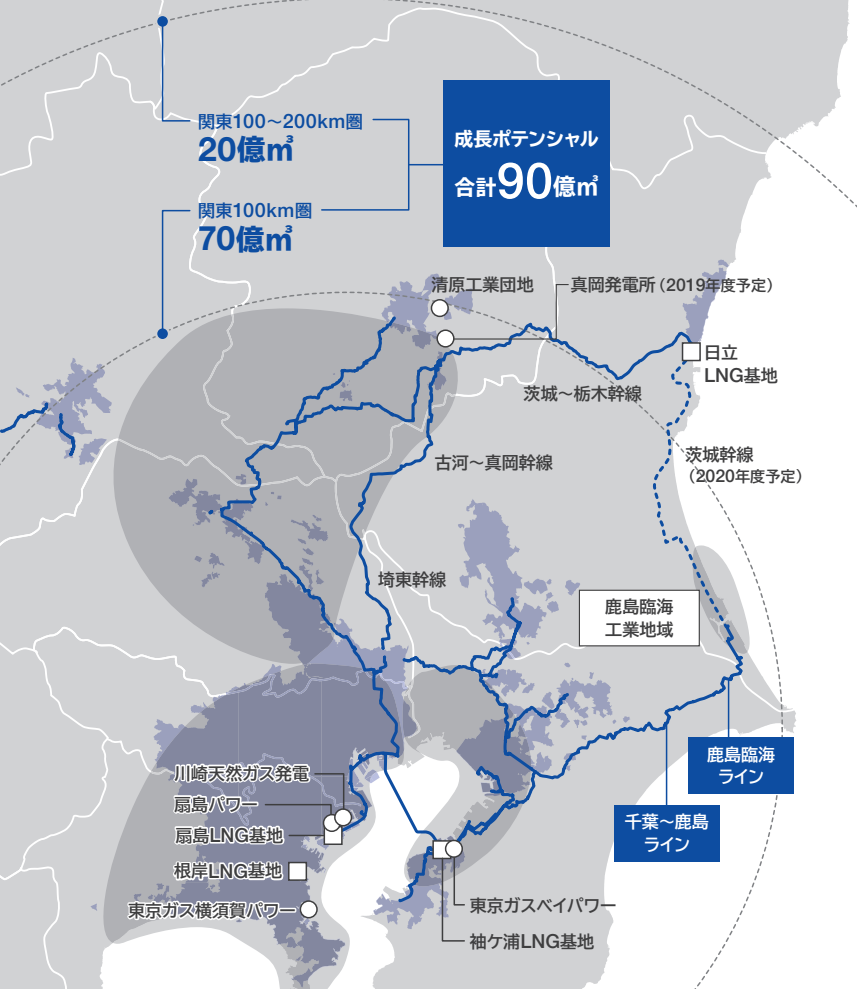 関東100〜200km圏
20億㎥
関東100km圏
70億㎥
成長ポテンシャル
合計90億㎥
清原工業団地
真岡発電所（2019年度予定）
日立
LNG基地
茨城〜栃木幹線
茨城幹線
（2020年度予定）
古河〜真岡幹線
埼東幹線
鹿島臨海
工業地域
鹿島臨海
ライン
千葉〜鹿島
ライン
川崎天然ガス発電
扇島パワー
扇島LNG基地
根岸LNG基地
東京ガス横須賀パワー
東京ガスベイパワー
袖ケ浦LNG基地